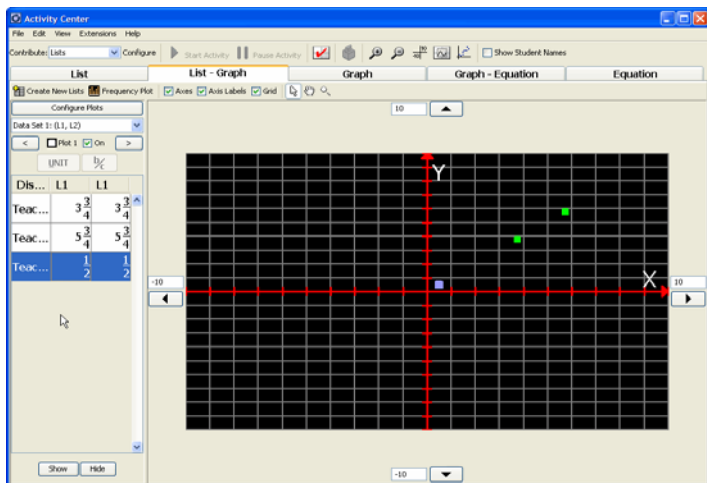 Activity Center
File Edit View Extensions Help
Contribute: Lists Configure Start Activity Pause Activity Show Student Names
List List - Graph Graph Graph - Equation Equation
Create New Lists Frequency Plot Axes Axis Labels Grid
Configure Plots
10
Data Set 1: (L1, L2)
< Plot 1 On >
UNIT b/c
Y
Dis... L1 L1
Teac... 3 3/4 3 3/4
Teac... 5 3/4 5 3/4
Teac... 1/2 1/2
-10 X 10
Show Hide
-10